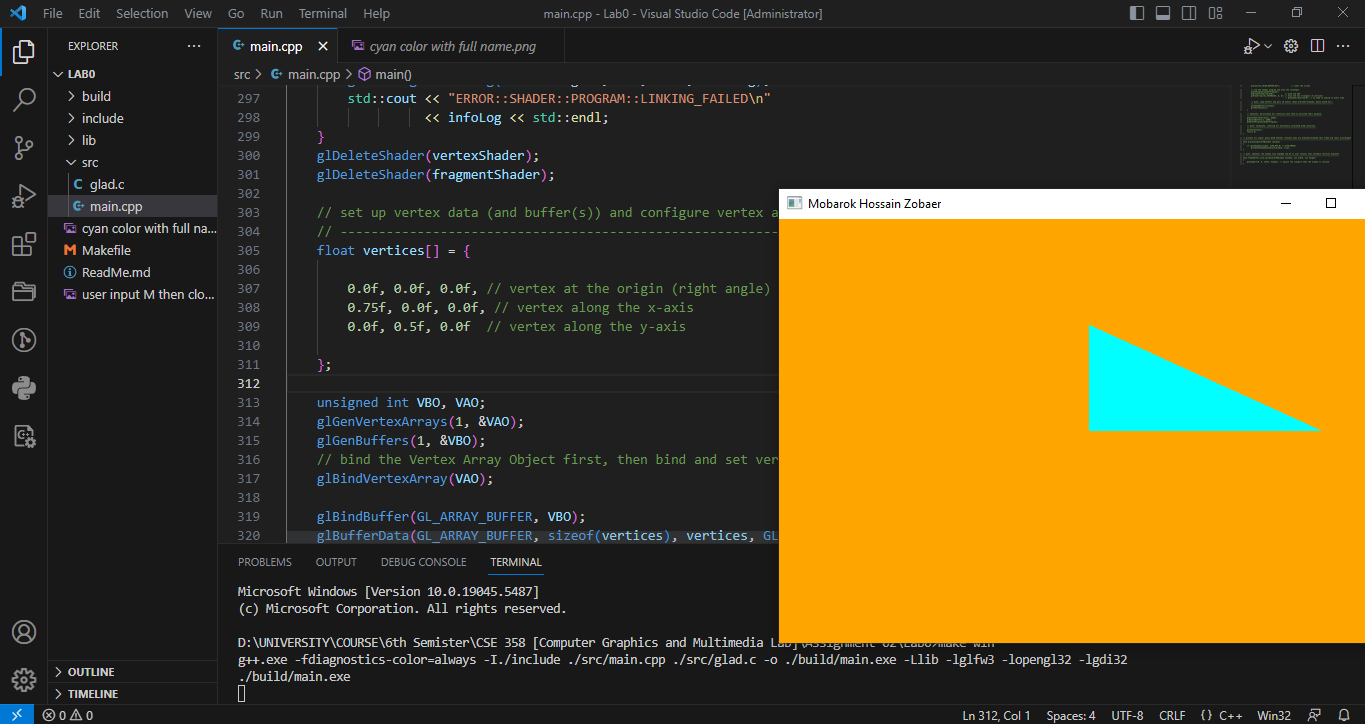 File Edit Selection View Go Run Terminal Help
main.cpp - Lab0 - Visual Studio Code [Administrator]
EXPLORER
LAB0
build
include
lib
src
C glad.c
main.cpp
cyan color with full na...
M Makefile
ReadMe.md
user input M then clo...
OUTLINE
TIMELINE
main.cpp
cyan color with full name.png
src > main.cpp > main()
297 std::cout << "ERROR::SHADER::PROGRAM::LINKING_FAILED\n"
298 << infoLog << std::endl;
299 }
300 glDeleteShader(vertexShader);
301 glDeleteShader(fragmentShader);
302
303 // set up vertex data (and buffer(s)) and configure vertex a
304 // ---------------------------------------------------------
305 float vertices[] = {
306
307 0.0f, 0.0f, 0.0f, // vertex at the origin (right angle)
308 0.75f, 0.0f, 0.0f, // vertex along the x-axis
309 0.0f, 0.5f, 0.0f // vertex along the y-axis
310
311 };
312
313 unsigned int VBO, VAO;
314 glGenVertexArrays(1, &VAO);
315 glGenBuffers(1, &VBO);
316 // bind the Vertex Array Object first, then bind and set ver
317 glBindVertexArray(VAO);
318
319 glBindBuffer(GL_ARRAY_BUFFER, VBO);
320 glBufferData(GL_ARRAY_BUFFER, sizeof(vertices), vertices, GL
Mobarok Hossain Zobaer
PROBLEMS OUTPUT DEBUG CONSOLE TERMINAL
Microsoft Windows [Version 10.0.19045.5487]
(c) Microsoft Corporation. All rights reserved.
D:\UNIVERSITY\COURSE\6th Semister\CSE 358 [Computer Graphics and Multimedia Lab]\Assignment 02\Lab0>make win
g++.exe -fdiagnostics-color=always -I./include ./src/main.cpp ./src/glad.c -o ./build/main.exe -Llib -lglfw3 -lopengl32 -lgdi32
./build/main.exe
0 0
Ln 312, Col 1 Spaces: 4 UTF-8 CRLF {} C++ Win32